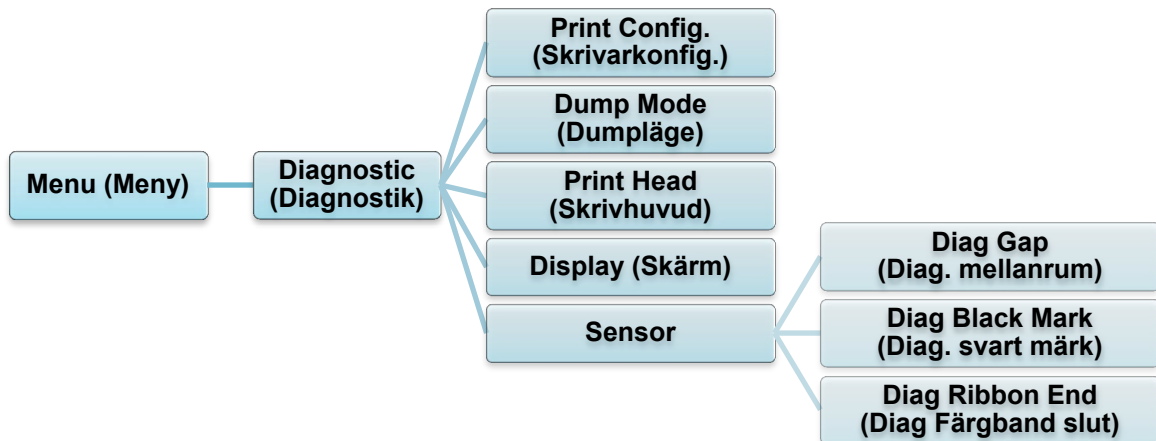 Menu (Meny)
Diagnostic
(Diagnostik)
Print Config.
(Skrivarkonfig.)
Dump Mode
(Dumpläge)
Print Head
(Skrivhuvud)
Display (Skärm)
Sensor
Diag Gap
(Diag. mellanrum)
Diag Black Mark
(Diag. svart märk)
Diag Ribbon End
(Diag Färgband slut)